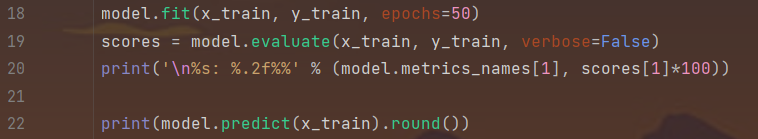 18 model.fit(x_train, y_train, epochs=50)
19 scores = model.evaluate(x_train, y_train, verbose=False)
20 print('\n%s: %.2f%%' % (model.metrics_names[1], scores[1]*100))
21
22 print(model.predict(x_train).round())